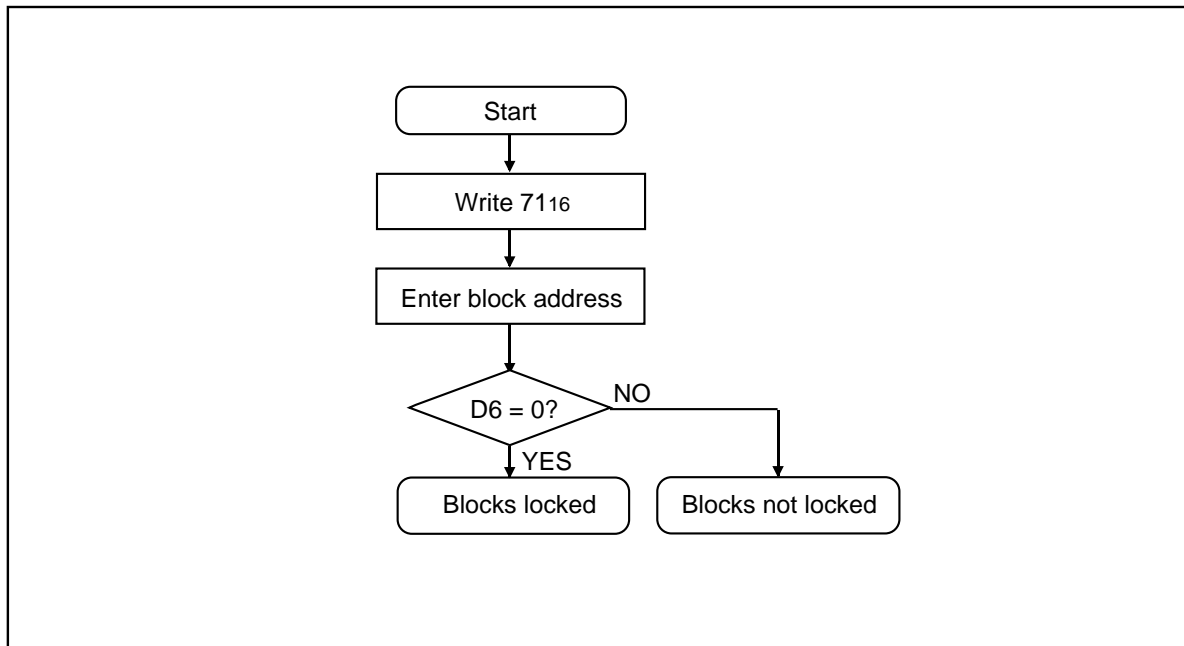 Start
Write 7116
Enter block address
D6 = 0?
NO
YES
Blocks locked
Blocks not locked